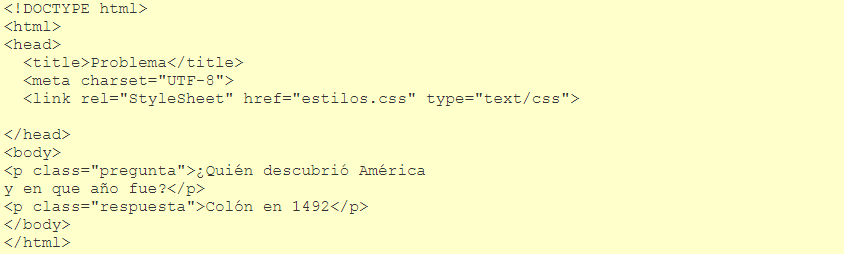 <!DOCTYPE html>
<html>
<head>
  <title>Problema</title>
  <meta charset="UTF-8">
  <link rel="StyleSheet" href="estilos.css" type="text/css">

</head>
<body>
<p class="pregunta">¿Quién descubrió América
y en que año fue?</p>
<p class="respuesta">Colón en 1492</p>
</body>
</html>